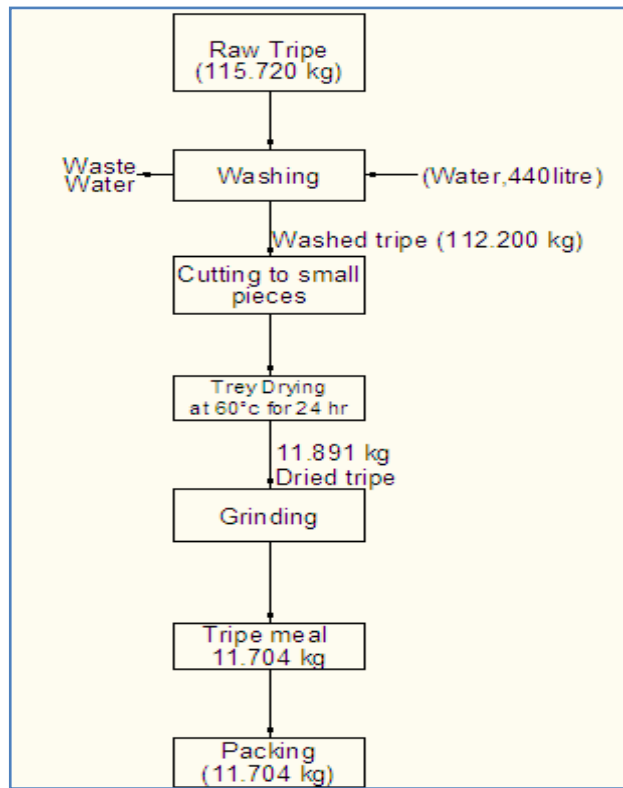 Raw Tripe
(115.720 kg)
Waste
Water
Washing
(Water,440litre)
Washed tripe (112.200 kg)
Cutting to small
pieces
Trey Drying
at 60°c for 24 hr
11.891 kg
Dried tripe
Grinding
Tripe meal
11.704 kg
Packing
(11.704 kg)